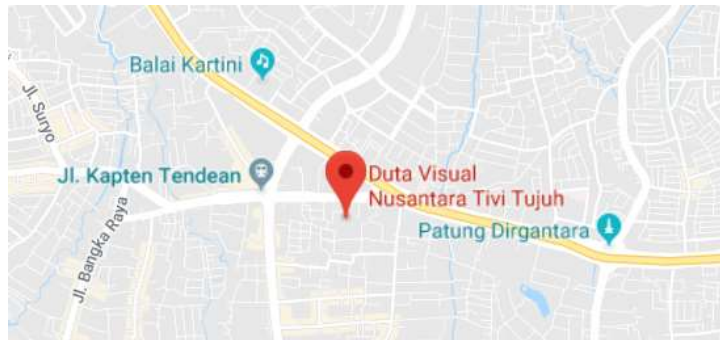 Balai Kartini
Jl. Suryo
Jl. Kapten Tendean
Duta Visual
Nusantara Tivi Tujuh
Jl. Bangka Raya
Patung Dirgantara